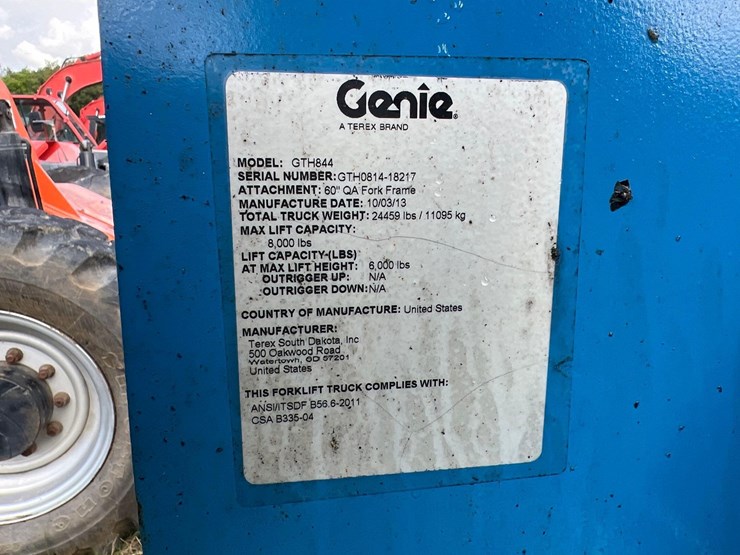 Genie
A TEREX BRAND
MODEL: GTH844
SERIAL NUMBER: GTH0814-18217
ATTACHMENT: 60" QA Fork Frame
MANUFACTURE DATE: 10/03/13
TOTAL TRUCK WEIGHT: 24459 lbs / 11095 kg
MAX LIFT CAPACITY:
8,000 lbs
LIFT CAPACITY (LBS)
AT MAX LIFT HEIGHT: 6,000 lbs
OUTRIGGER UP: N/A
OUTRIGGER DOWN: N/A
COUNTRY OF MANUFACTURE: United States
MANUFACTURER:
Terex South Dakota, Inc
500 Oakwood Road
Watertown, SD 57201
United States
THIS FORKLIFT TRUCK COMPLIES WITH:
ANSI/ITSDF B56.6-2011
CSA B335-04